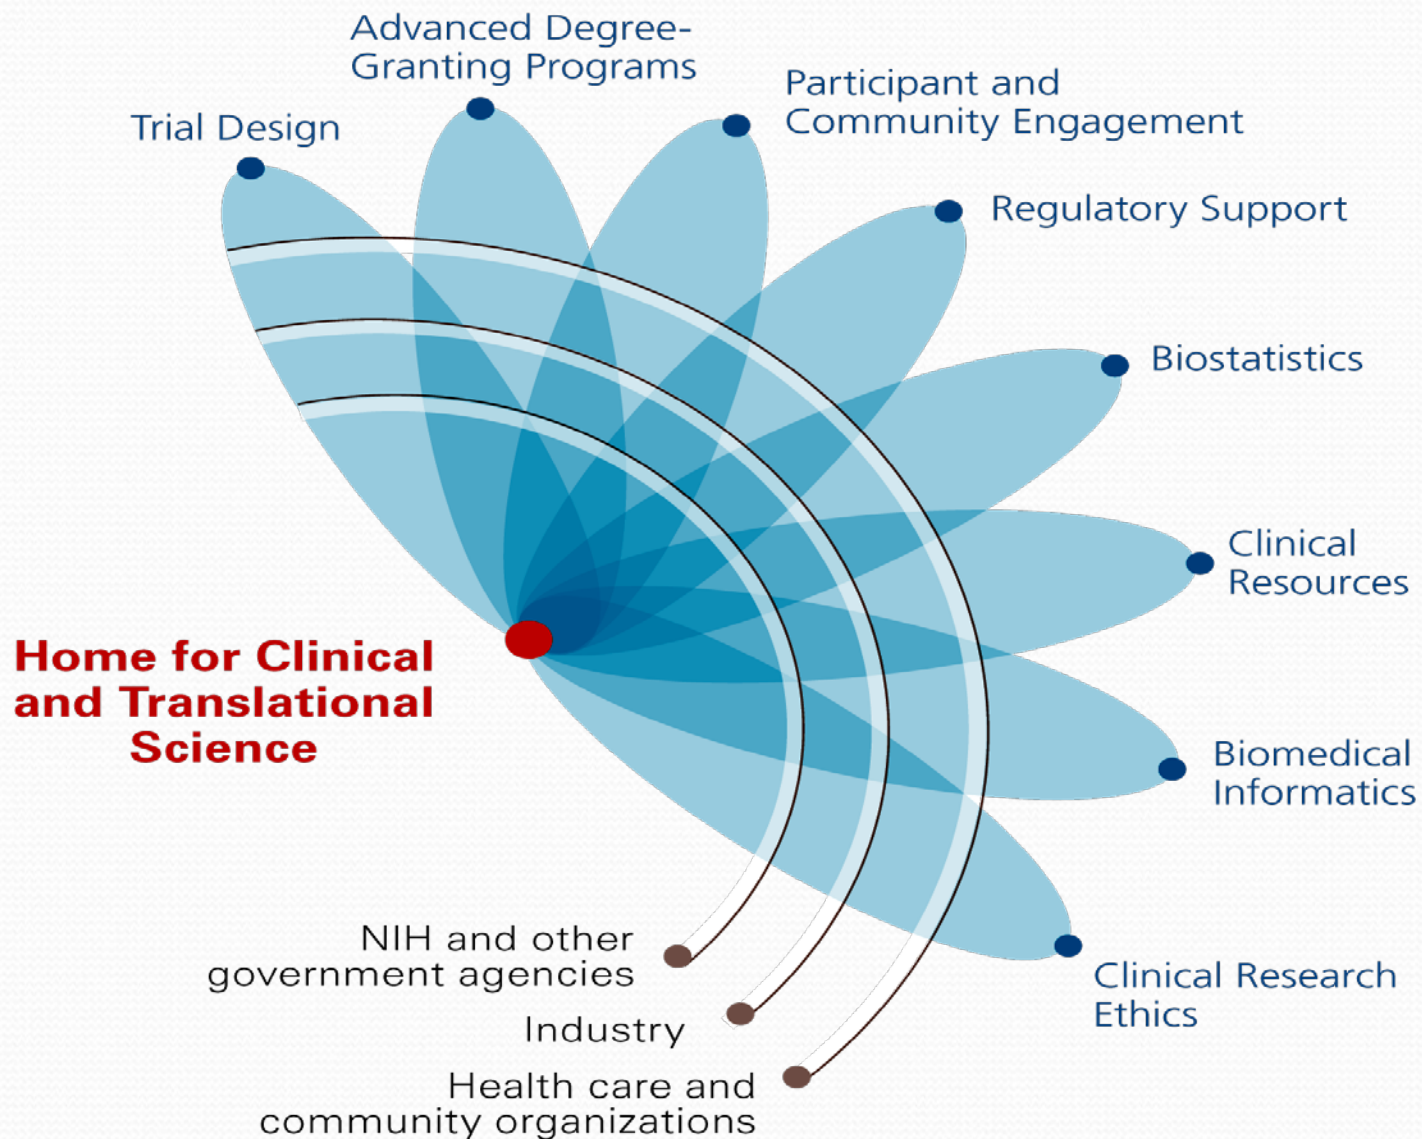 Advanced Degree-
Granting Programs
Trial Design
Participant and
Community Engagement
Regulatory Support
Biostatistics
Clinical
Resources
Home for Clinical
and Translational
Science
Biomedical
Informatics
NIH and other
government agencies
Industry
Health care and
community organizations
Clinical Research
Ethics